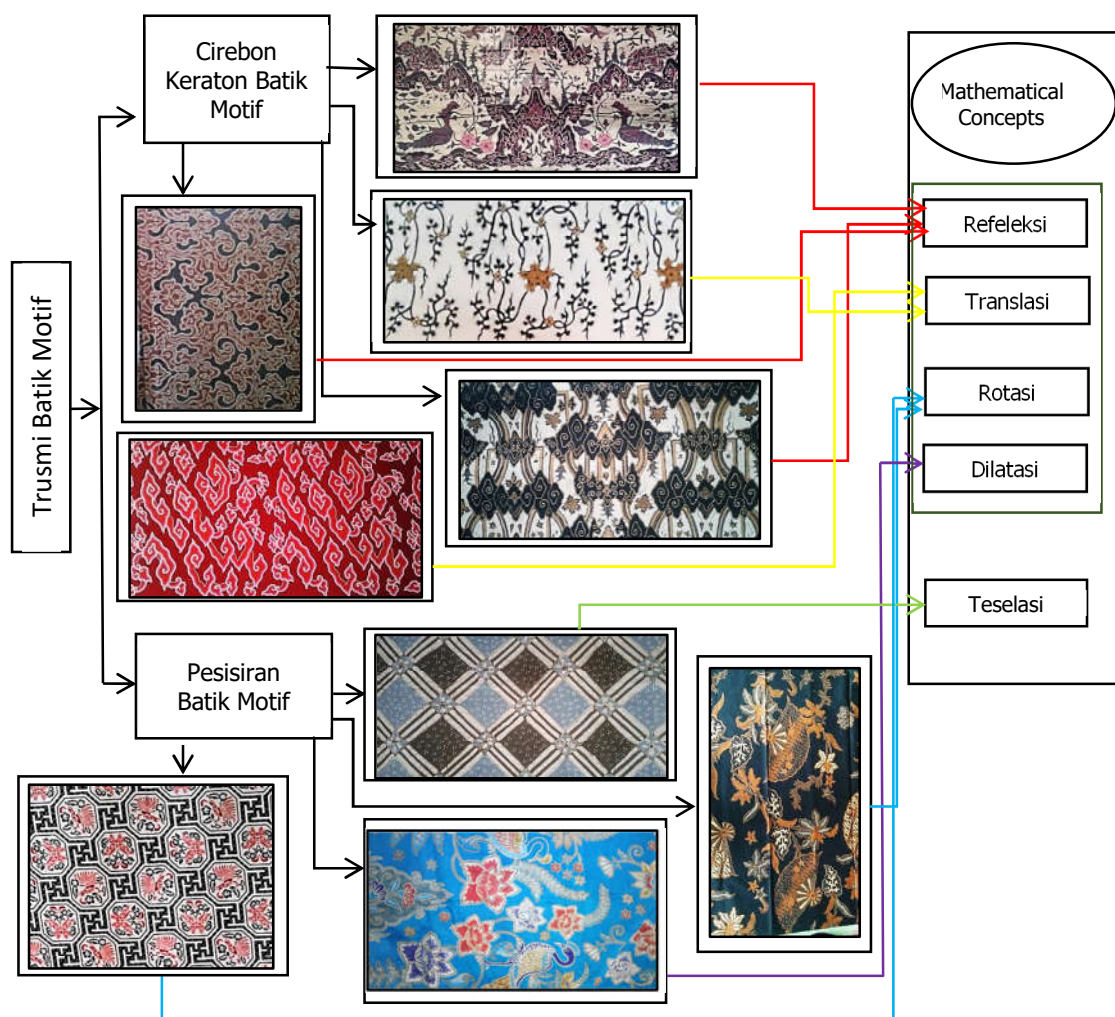 Cirebon
Keraton Batik
Motif
Mathematical
Concepts
Refeleksi
Translasi
Trusmi Batik Motif
Rotasi
Dilatasi
Teselasi
Pesisiran
Batik Motif